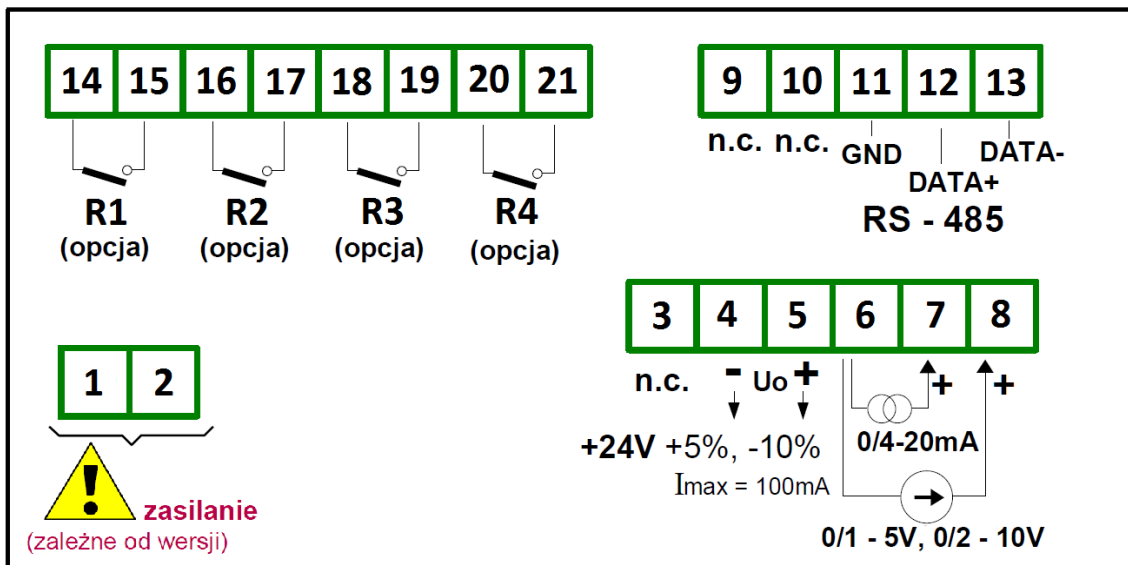 14 15 16 17 18 19 20 21
R1 R2 R3 R4
(opcja) (opcja) (opcja) (opcja)
9 10 11 12 13
n.c. n.c. GND DATA+ DATA-
RS - 485
1 2
!
zasilanie
(zależne od wersji)
3 4 5 6 7 8
n.c. - Uo + + +
+24V +5%, -10%
Imax = 100mA
0/4-20mA
0/1 - 5V, 0/2 - 10V